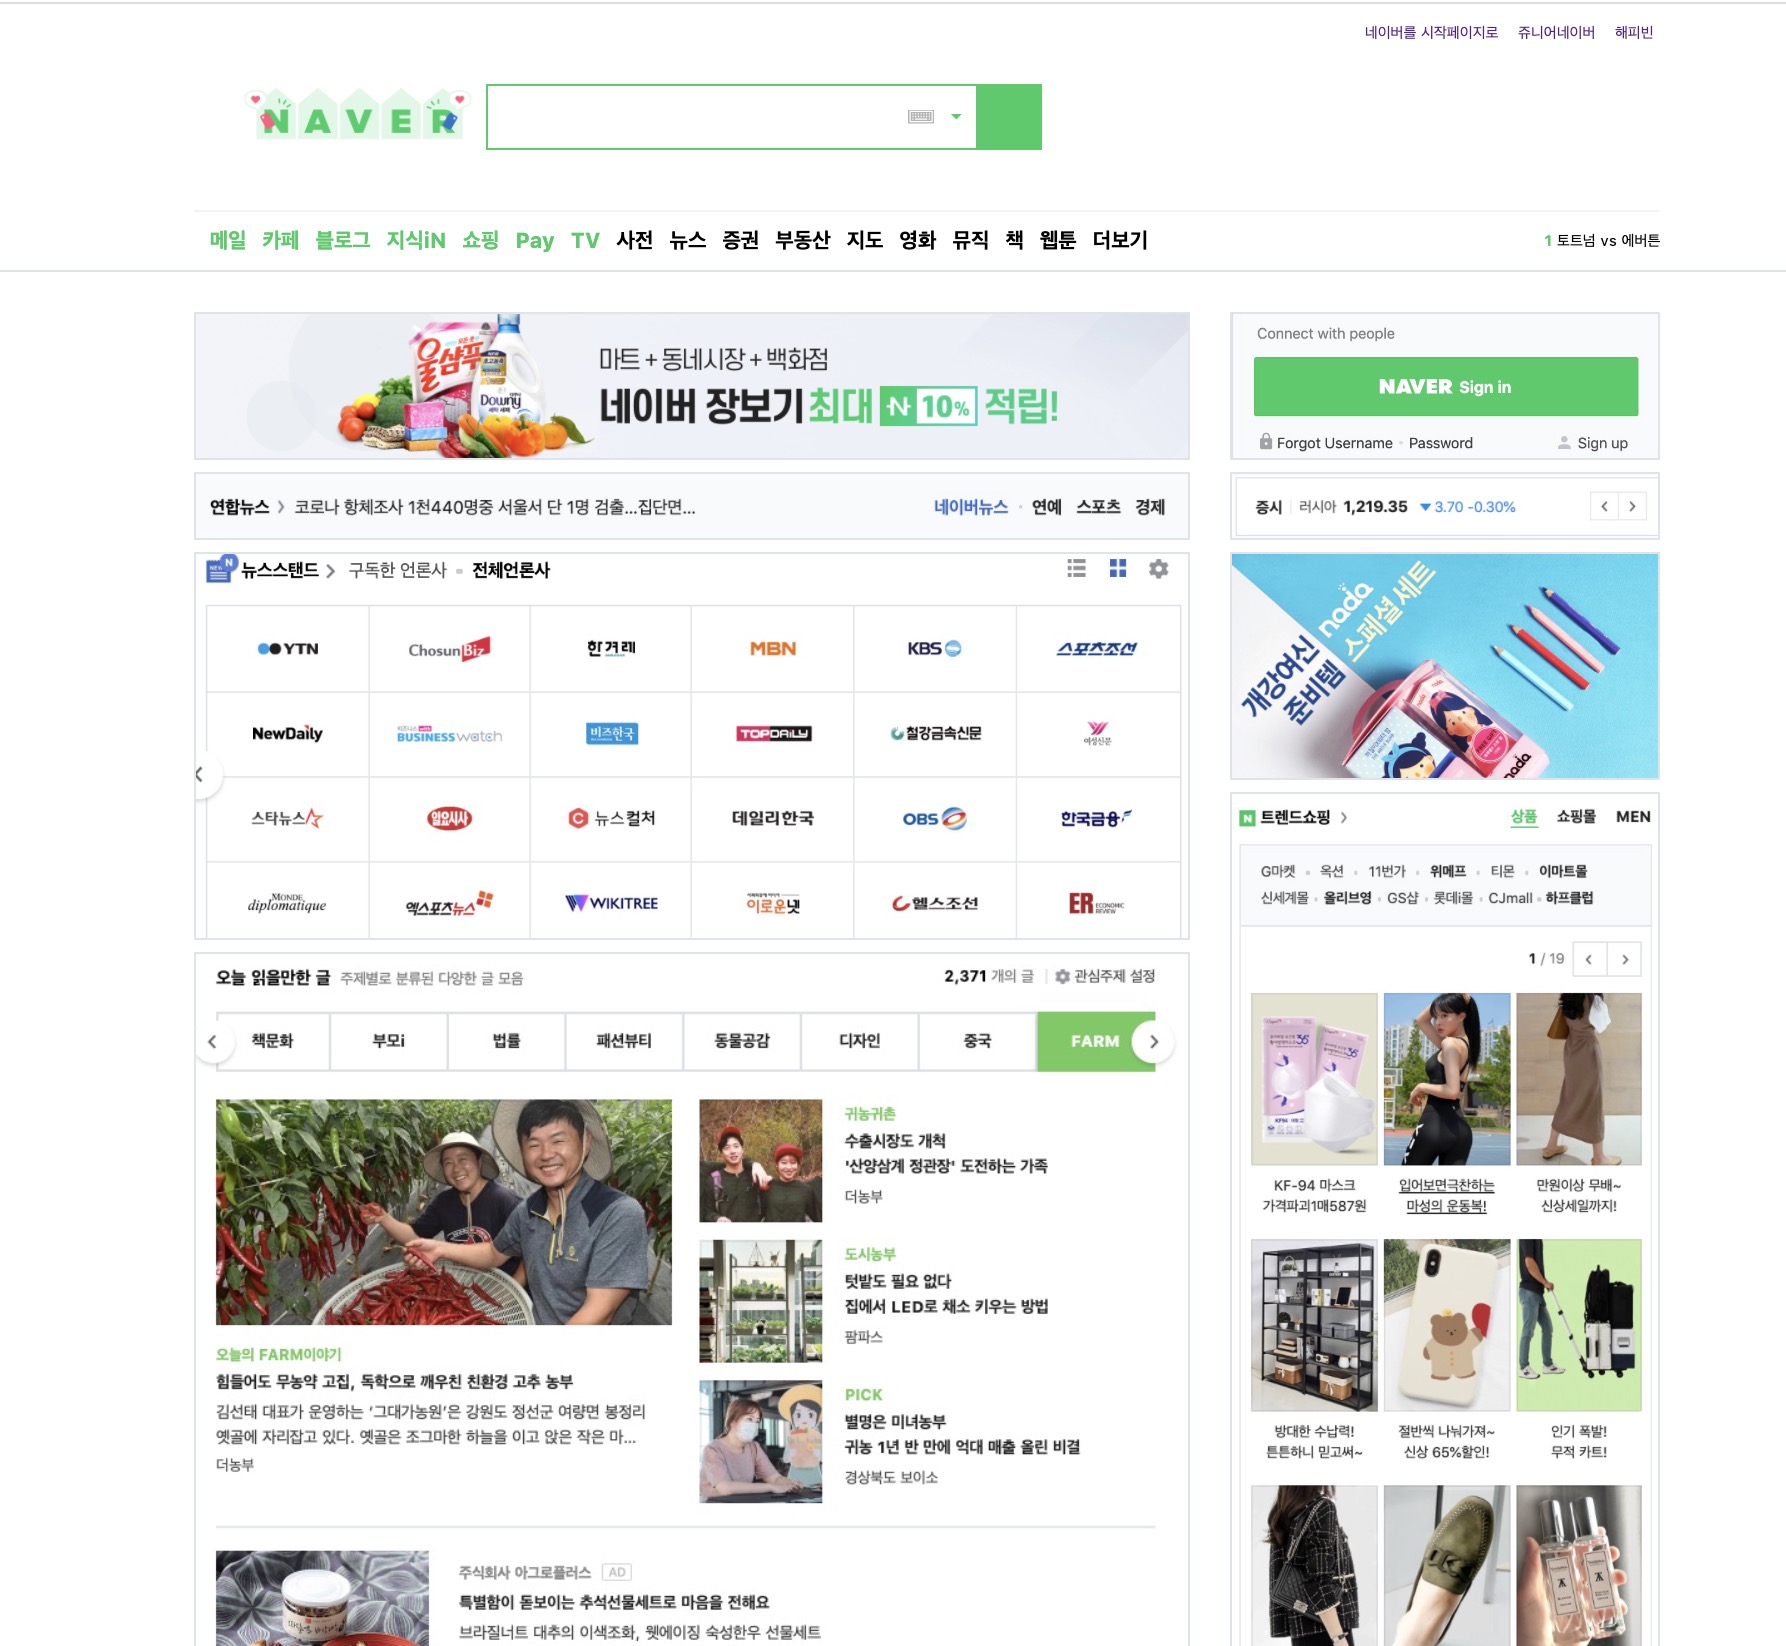 네이버를 시작페이지로 쥬니어네이버 해피빈
NAVER
메일 카페 블로그 지식iN 쇼핑 Pay TV 사전 뉴스 증권 부동산 지도 영화 뮤직 책 웹툰 더보기
1 토트넘 vs 에버튼
울샴푸
Downy
마트 + 동네시장 + 백화점
네이버 장보기 최대 N 10% 적립!
Connect with people
NAVER Sign in
Forgot Username Password Sign up
연합뉴스 > 코로나 항체조사 1천440명중 서울서 단 1명 검출...집단면...
네이버뉴스 연예 스포츠 경제
증시 러시아 1,219.35 ▼ 3.70 -0.30%
NEWS N 뉴스스탠드 > 구독한 언론사 전체언론사
YTN ChosunBiz 한겨레 MBN KBS 스포츠조선
NewDaily 비즈니스 with BUSINESS watch 비즈한국 TOPDAILY 철강금속신문 여성신문
스타뉴스 일요시사 뉴스컬처 데일리한국 OBS 한국금융
LE MONDE diplomatique 엑스포츠뉴스 WIKITREE 이로운넷 헬스조선 ER ECONOMIC REVIEW
개강여신
준비템
nada
스페셜 세트
nada
트렌드쇼핑 > 상품 쇼핑몰 MEN
G마켓 옥션 11번가 위메프 티몬 이마트몰
신세계몰 올리브영 GS샵 롯데i몰 CJmall 하프클럽
1 / 19
KF-94 마스크
가격파괴1매587원
입어보면극찬하는
마성의 운동복!
만원이상 무배~
신상세일까지!
방대한 수납력!
튼튼하니 믿고써~
절반씩 나눠가져~
신상 65%할인!
인기 폭발!
무적 카트!
오늘 읽을만한 글 주제별로 분류된 다양한 글 모음
2,371 개의 글 관심주제 설정
책문화 부모i 법률 패션뷰티 동물공감 디자인 중국 FARM
오늘의 FARM이야기
힘들어도 무농약 고집, 독학으로 깨우친 친환경 고추 농부
김선태 대표가 운영하는 ‘그대가농원’은 강원도 정선군 여량면 봉정리
옛골에 자리잡고 있다. 옛골은 조그마한 하늘을 이고 앉은 작은 마...
더농부
귀농귀촌
수출시장도 개척
'산양삼계 정관장' 도전하는 가족
더농부
도시농부
텃밭도 필요 없다
집에서 LED로 채소 키우는 방법
팜파스
PICK
별명은 미녀농부
귀농 1년 반 만에 억대 매출 올린 비결
경상북도 보이소
주식회사 아그로플러스 AD
특별함이 돋보이는 추석선물세트로 마음을 전해요
브라질너트 대추의 이색조화, 웻에이징 숙성한우 선물세트